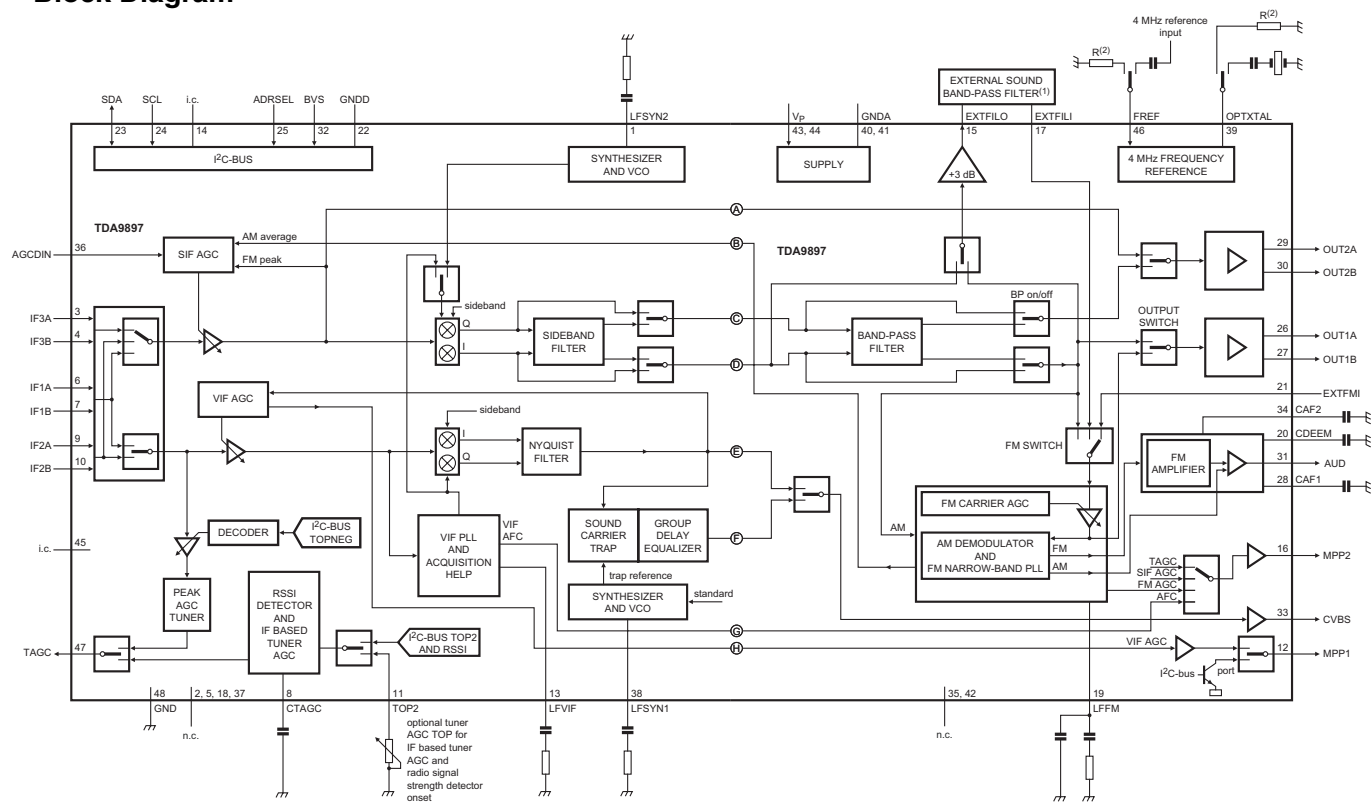 Block Diagram
4 MHz reference
input
R(2)
R(2)
EXTERNAL SOUND
BAND-PASS FILTER(1)
SDA
SCL
i.c.
ADRSEL
BVS
GNDD
LFSYN2
VP
GNDA
EXTFILO
EXTFILI
FREF
OPTXTAL
23
24
14
25
32
22
1
43, 44
40, 41
15
17
46
39
I2C-BUS
SYNTHESIZER
AND VCO
SUPPLY
+3 dB
4 MHz FREQUENCY
REFERENCE
A
TDA9897
AGCDIN
36
SIF AGC
AM average
FM peak
B
TDA9897
29
OUT2A
30
OUT2B
IF3A
3
IF3B
4
sideband
Q
I
SIDEBAND
FILTER
C
D
BAND-PASS
FILTER
BP on/off
OUTPUT
SWITCH
26
OUT1A
27
OUT1B
IF1A
6
IF1B
7
VIF AGC
21
EXTFMI
34
CAF2
IF2A
9
IF2B
10
sideband
I
Q
NYQUIST
FILTER
E
FM SWITCH
FM
AMPLIFIER
20
CDEEM
31
AUD
28
CAF1
DECODER
I2C-BUS
TOPNEG
VIF PLL
AND
ACQUISITION
HELP
VIF
AFC
SOUND
CARRIER
TRAP
GROUP
DELAY
EQUALIZER
F
FM CARRIER AGC
AM
AM DEMODULATOR
AND
FM NARROW-BAND PLL
FM
AM
i.c.
45
TAGC
SIF AGC
FM AGC
AFC
16
MPP2
trap reference
PEAK
AGC
TUNER
RSSI
DETECTOR
AND
IF BASED
TUNER
AGC
SYNTHESIZER
AND VCO
standard
G
33
CVBS
I2C-BUS TOP2
AND RSSI
TAGC
47
H
VIF AGC
12
MPP1
I2C-bus
port
48
GND
2, 5, 18, 37
n.c.
8
CTAGC
11
TOP2
13
LFVIF
38
LFSYN1
35, 42
n.c.
19
LFFM
optional tuner
AGC TOP for
IF based tuner
AGC and
radio signal
strength detector
onset